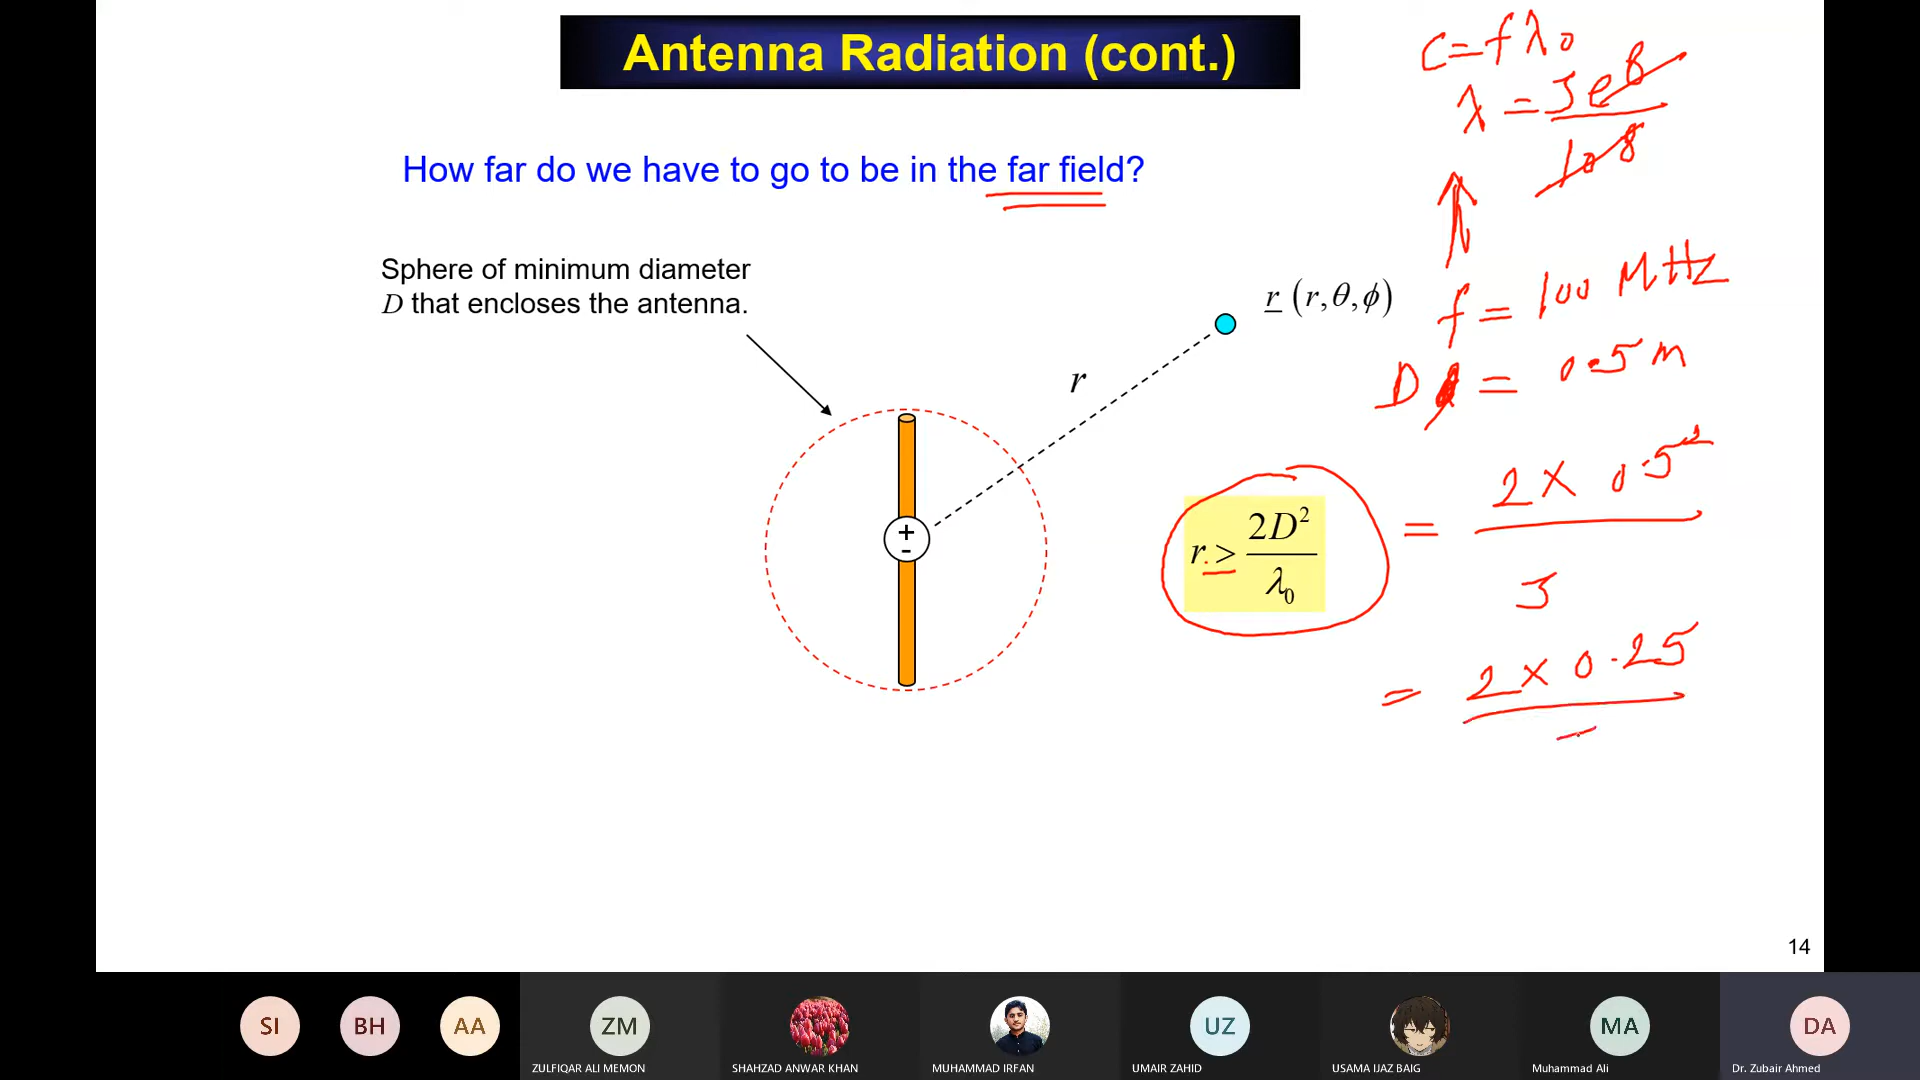 Antenna Radiation (cont.)
How far do we have to go to be in the far field?
Sphere of minimum diameter
D that encloses the antenna.
r
r (r,θ,ϕ)
+
-
r > 2D² / λ₀
C = f λ₀
λ = 3e8 / 10⁸
f = 100 MHz
D = 0.5 m
= 2 × 0.5² / 3
= 2 × 0.25
14
SI
BH
AA
ZM
ZULFIQAR ALI MEMON
SHAHZAD ANWAR KHAN
MUHAMMAD IRFAN
UZ
UMAIR ZAHID
USAMA IJAZ BAIG
MA
Muhammad Ali
DA
Dr. Zubair Ahmed